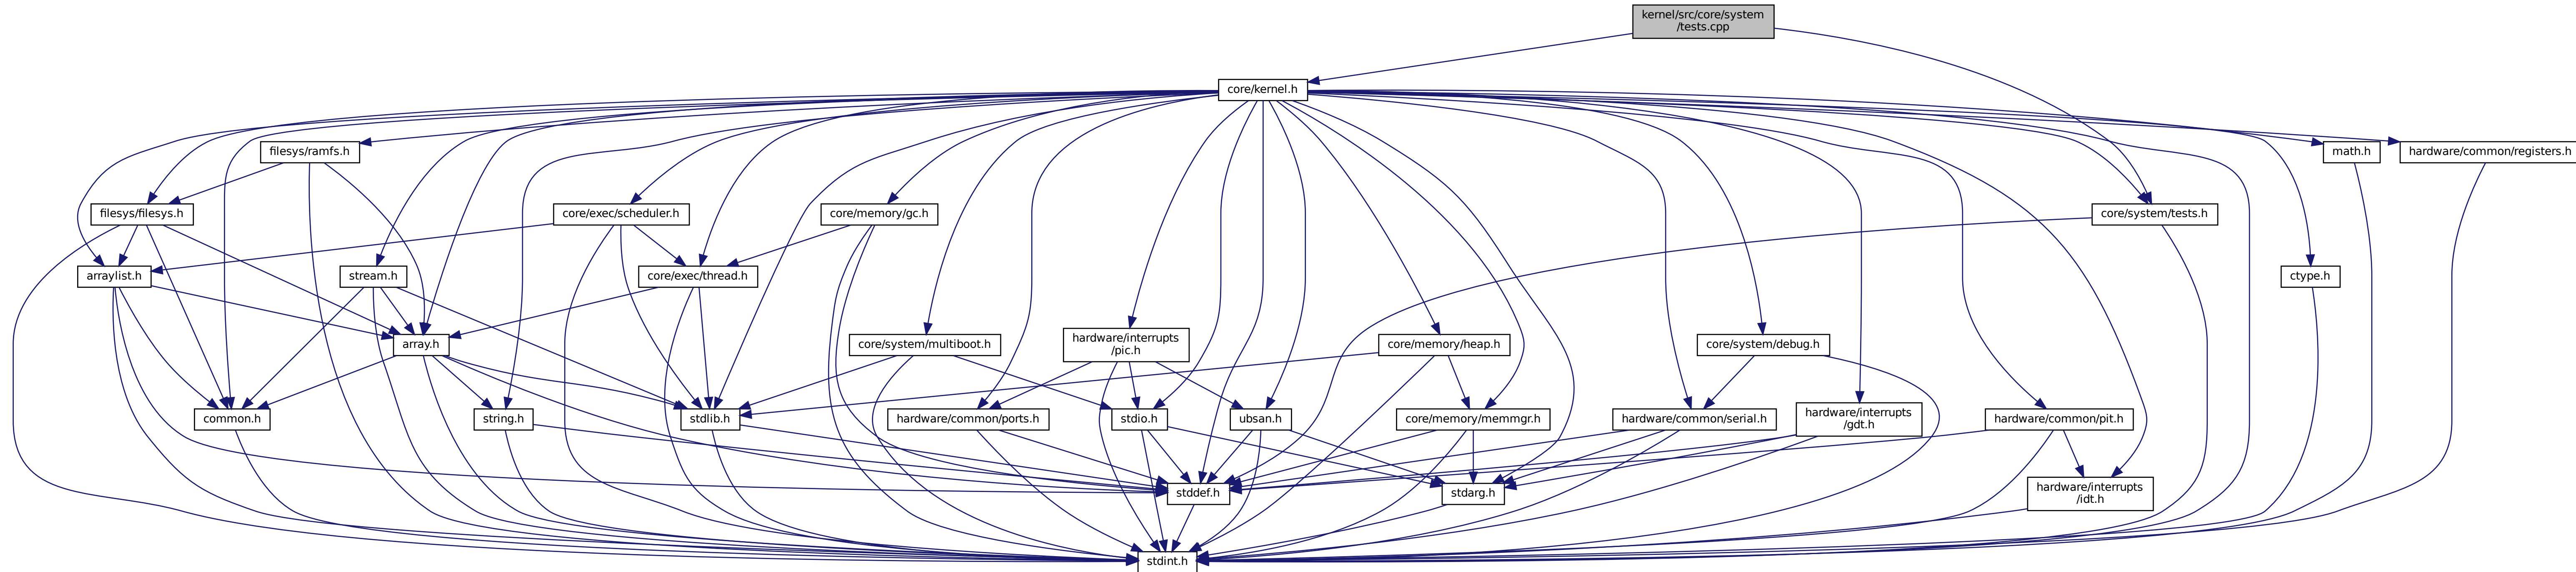 kernel/src/core/system
/tests.cpp
core/kernel.h
filesys/ramfs.h
math.h
hardware/common/registers.h
filesys/filesys.h
core/exec/scheduler.h
core/memory/gc.h
core/system/tests.h
arraylist.h
stream.h
core/exec/thread.h
ctype.h
array.h
core/system/multiboot.h
hardware/interrupts
/pic.h
core/memory/heap.h
core/system/debug.h
common.h
string.h
stdlib.h
hardware/common/ports.h
stdio.h
ubsan.h
core/memory/memmgr.h
hardware/common/serial.h
hardware/interrupts
/gdt.h
hardware/common/pit.h
stddef.h
stdarg.h
hardware/interrupts
/idt.h
stdint.h